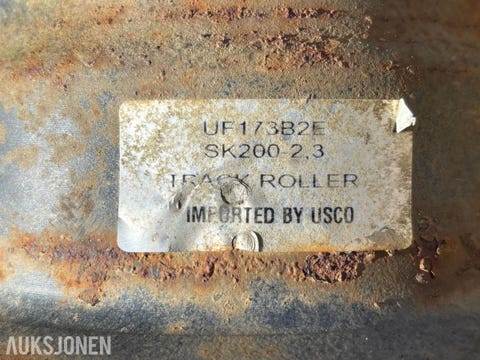 UF173B2E
SK200-2,3
TRACK ROLLER
IMPORTED BY USCO
AUKSJONEN